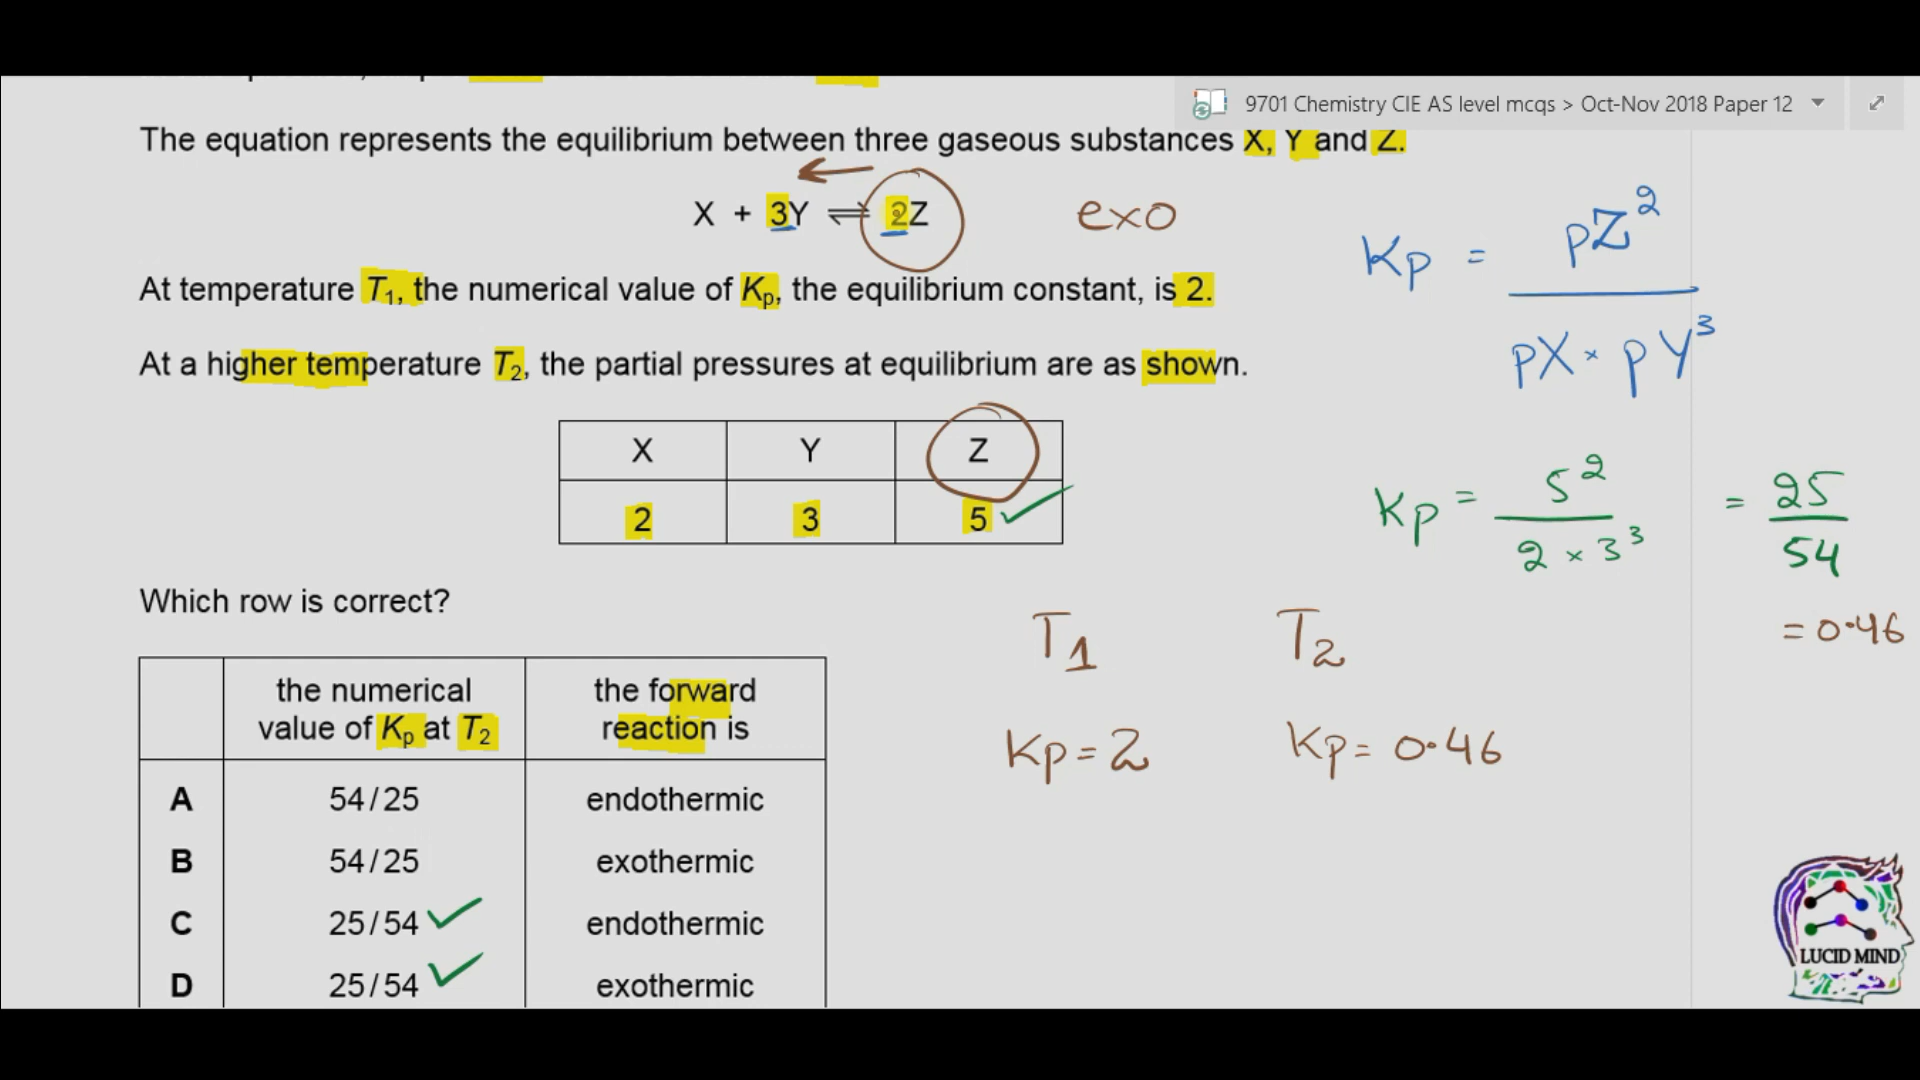 9701 Chemistry CIE AS level mcqs > Oct-Nov 2018 Paper 12
The equation represents the equilibrium between three gaseous substances X, Y and Z.
X + 3Y ⇌ 2Z
exo
Kp = pZ² / pX × pY³
At temperature T₁, the numerical value of Kp, the equilibrium constant, is 2.
At a higher temperature T₂, the partial pressures at equilibrium are as shown.
X Y Z
2 3 5
Kp = 5² / 2 × 3³ = 25 / 54
= 0.46
Which row is correct?
T₁ T₂
Kp = 2 Kp = 0.46
the numerical value of Kp at T₂
the forward reaction is
A 54/25 endothermic
B 54/25 exothermic
C 25/54 endothermic
D 25/54 exothermic
LUCID MIND